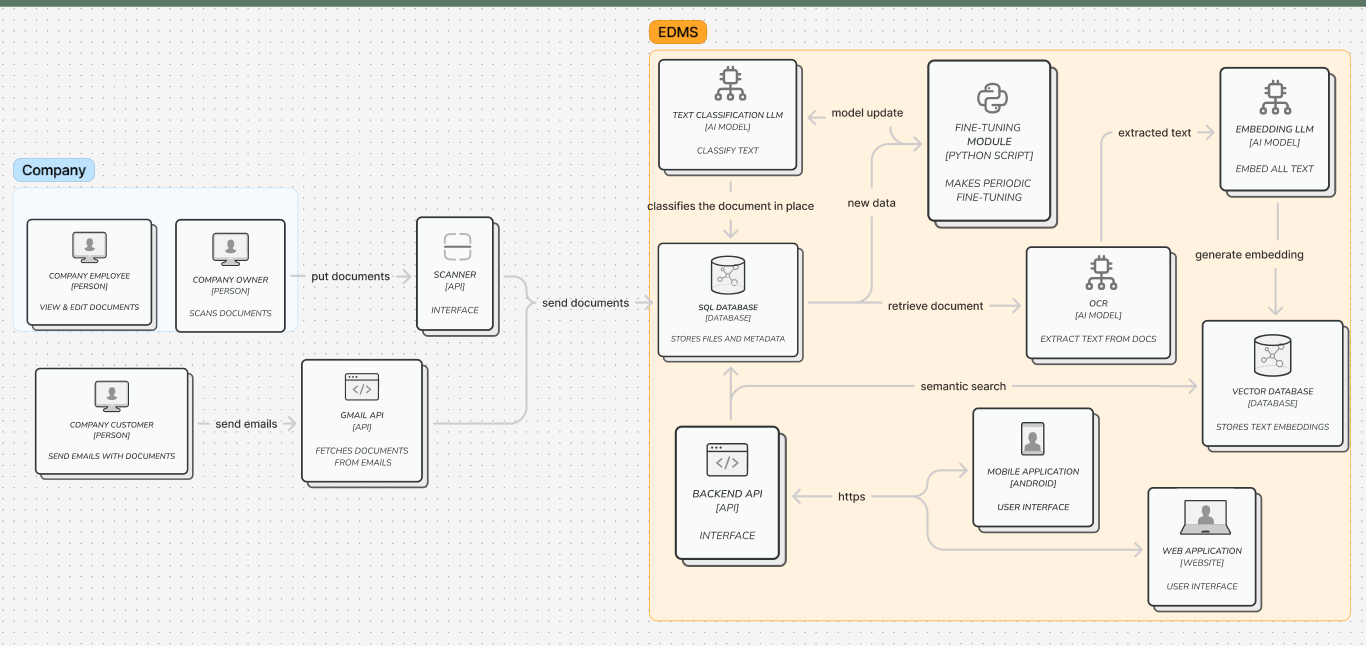 EDMS
TEXT CLASSIFICATION LLM
[AI MODEL]
CLASSIFY TEXT
model update
FINE-TUNING
MODULE
[PYTHON SCRIPT]
MAKES PERIODIC
FINE-TUNING
extracted text
EMBEDDING LLM
[AI MODEL]
EMBED ALL TEXT
Company
classifies the document in place
new data
COMPANY EMPLOYEE
[PERSON]
VIEW & EDIT DOCUMENTS
COMPANY OWNER
[PERSON]
SCANS DOCUMENTS
put documents
SCANNER
[API]
INTERFACE
send documents
SQL DATABASE
[DATABASE]
STORES FILES AND METADATA
retrieve document
OCR
[AI MODEL]
EXTRACT TEXT FROM DOCS
generate embedding
VECTOR DATABASE
[DATABASE]
STORES TEXT EMBEDDINGS
semantic search
COMPANY CUSTOMER
[PERSON]
SEND EMAILS WITH DOCUMENTS
send emails
GMAIL API
[API]
FETCHES DOCUMENTS
FROM EMAILS
BACKEND API
[API]
INTERFACE
https
MOBILE APPLICATION
[ANDROID]
USER INTERFACE
WEB APPLICATION
[WEBSITE]
USER INTERFACE